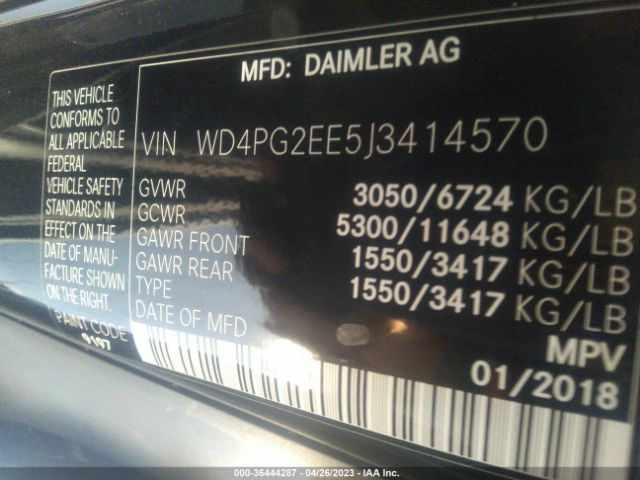 MFD: DAIMLER AG
THIS VEHICLE
CONFORMS TO
ALL APPLICABLE
FEDERAL
VEHICLE SAFETY
STANDARDS IN
EFFECT ON THE
DATE OF MANU-
FACTURE SHOWN
ON THE RIGHT.
PAINT CODE
9197
VIN WD4PG2EE5J3414570
GVWR 3050/6724 KG/LB
GCWR 5300/11648 KG/LB
GAWR FRONT 1550/3417 KG/LB
GAWR REAR 1550/3417 KG/LB
TYPE MPV
DATE OF MFD 01/2018
000-36444287 - 04/26/2023 - IAA Inc.